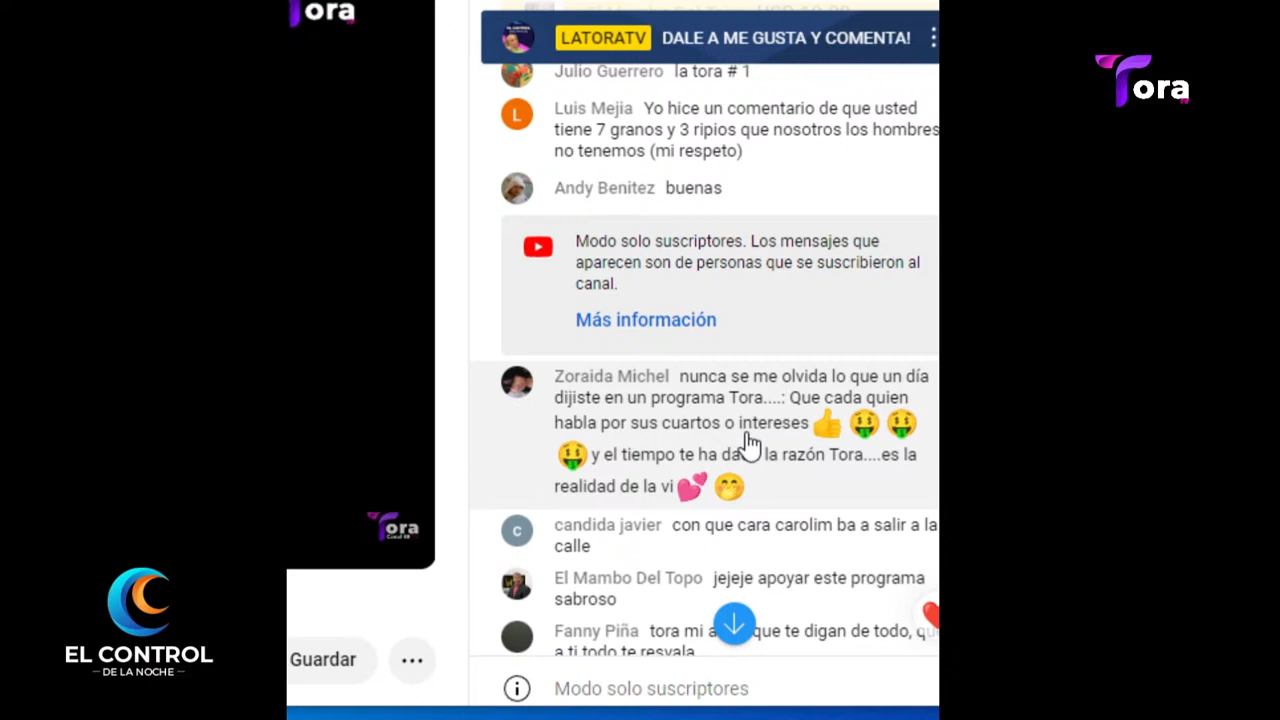 Tora
LATORATV DALE A ME GUSTA Y COMENTA!
Julio Guerrero la tora # 1
Luis Mejia Yo hice un comentario de que usted
tiene 7 granos y 3 ripios que nosotros los hombres
no tenemos (mi respeto)
Andy Benitez buenas
Modo solo suscriptores. Los mensajes que
aparecen son de personas que se suscribieron al
canal.
Más información
Zoraida Michel nunca se me olvida lo que un día
dijiste en un programa Tora....: Que cada quien
habla por sus cuartos o intereses 👍🤑🤑
🤑 y el tiempo te ha la razón Tora....es la
realidad de la vi 💕🤭
candida javier con que cara carolim ba a salir a la
calle
El Mambo Del Topo jejeje apoyar este programa
sabroso
Fanny Piña tora mi que te digan de todo,
a ti todo te resvala
Modo solo suscriptores
Tora
Guardar
EL CONTROL
DE LA NOCHE
Tora